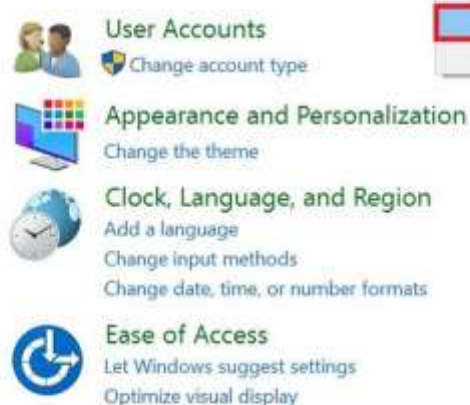 User Accounts
Change account type
Appearance and Personalization
Change the theme
Clock, Language, and Region
Add a language
Change input methods
Change date, time, or number formats
Ease of Access
Let Windows suggest settings
Optimize visual display